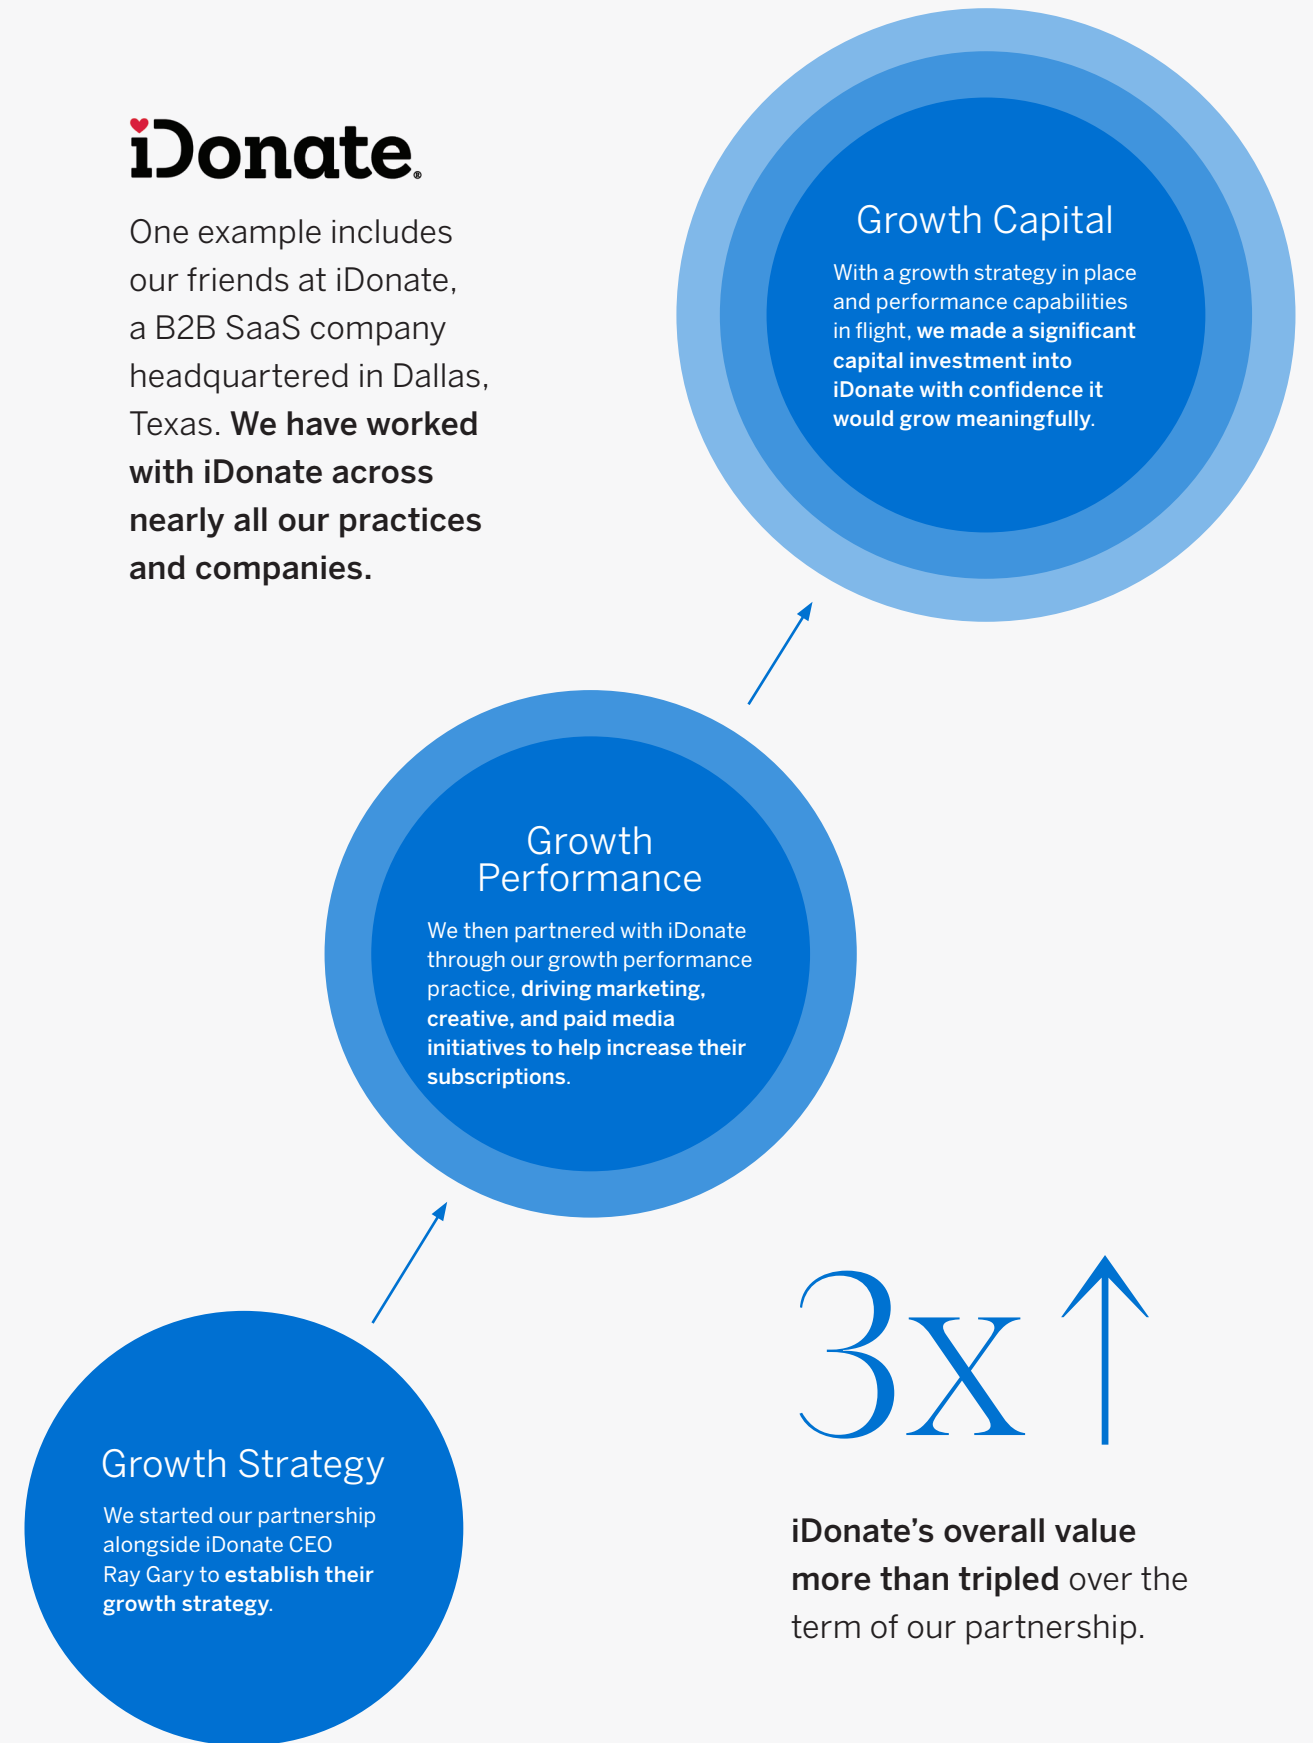 iDonate®
One example includes
our friends at iDonate,
a B2B SaaS company
headquartered in Dallas,
Texas. We have worked
with iDonate across
nearly all our practices
and companies.
Growth Capital
With a growth strategy in place
and performance capabilities
in flight, we made a significant
capital investment into
iDonate with confidence it
would grow meaningfully.
Growth
Performance
We then partnered with iDonate
through our growth performance
practice, driving marketing,
creative, and paid media
initiatives to help increase their
subscriptions.
Growth Strategy
We started our partnership
alongside iDonate CEO
Ray Gary to establish their
growth strategy.
3x
iDonate’s overall value
more than tripled over the
term of our partnership.